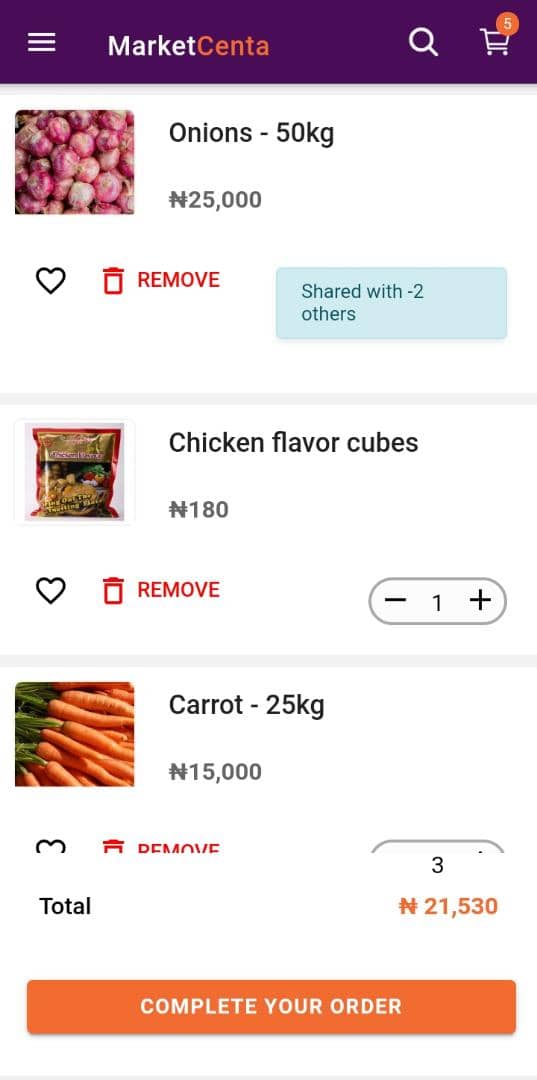 MarketCenta
5
Onions - 50kg
₦25,000
REMOVE
Shared with -2
others
Chicken flavor cubes
₦180
REMOVE
1
Carrot - 25kg
₦15,000
REMOVE
3
Total
₦ 21,530
COMPLETE YOUR ORDER